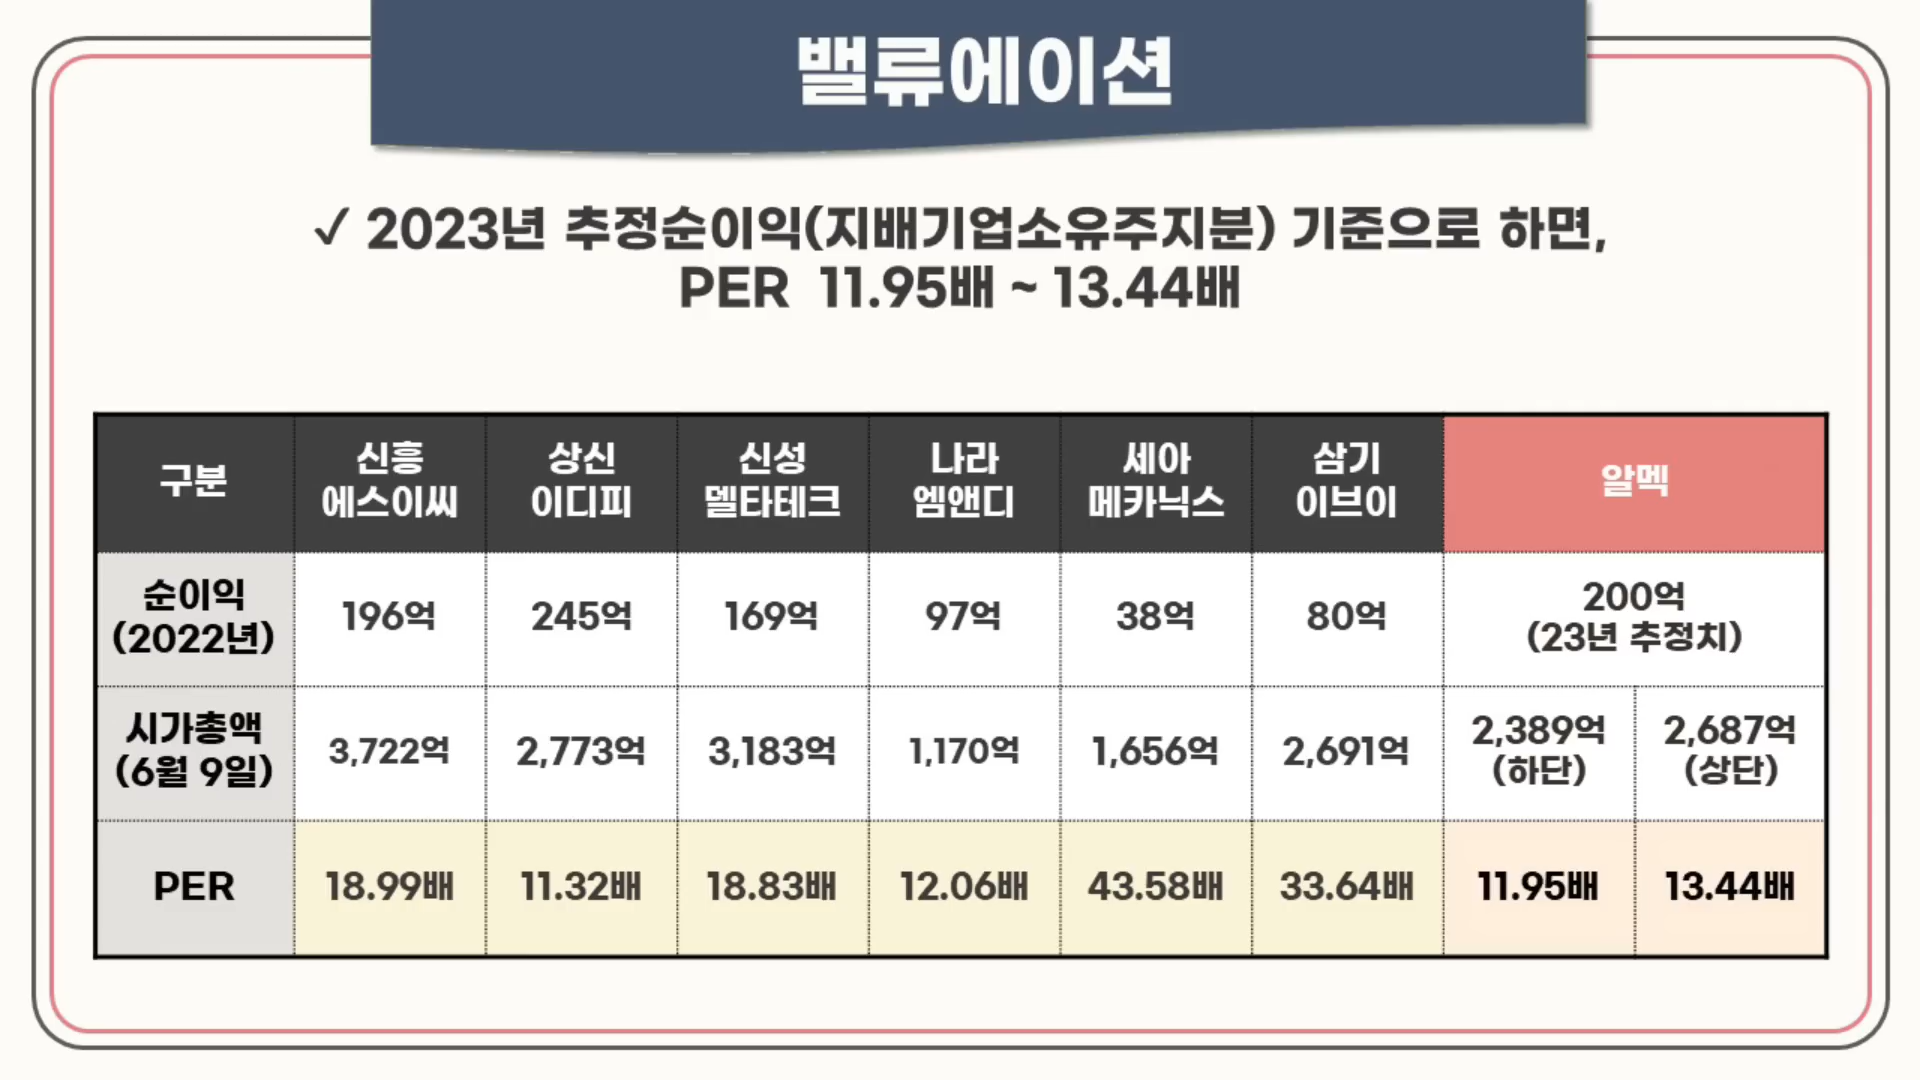 밸류에이션
✓ 2023년 추정순이익(지배기업소유주지분) 기준으로 하면,
PER 11.95배 ~ 13.44배
구분 신흥에스이씨 상신이디피 신성델타테크 나라엠앤디 세아메카닉스 삼기이브이 알멕
순이익(2022년) 196억 245억 169억 97억 38억 80억 200억(23년 추정치)
시가총액(6월 9일) 3,722억 2,773억 3,183억 1,170억 1,656억 2,691억 2,389억(하단) 2,687억(상단)
PER 18.99배 11.32배 18.83배 12.06배 43.58배 33.64배 11.95배 13.44배